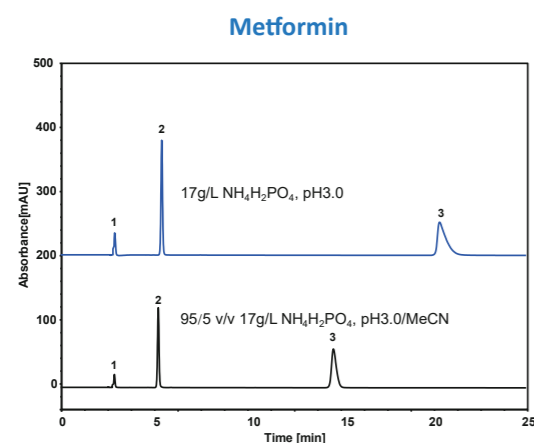 Metformin
500
400
300
200
100
0
Absorbance[mAU]
1
2
3
17g/L NH₄H₂PO₄, pH3.0
1
2
3
95/5 v/v 17g/L NH₄H₂PO₄, pH3.0/MeCN
0 5 10 15 20 25
Time [min]